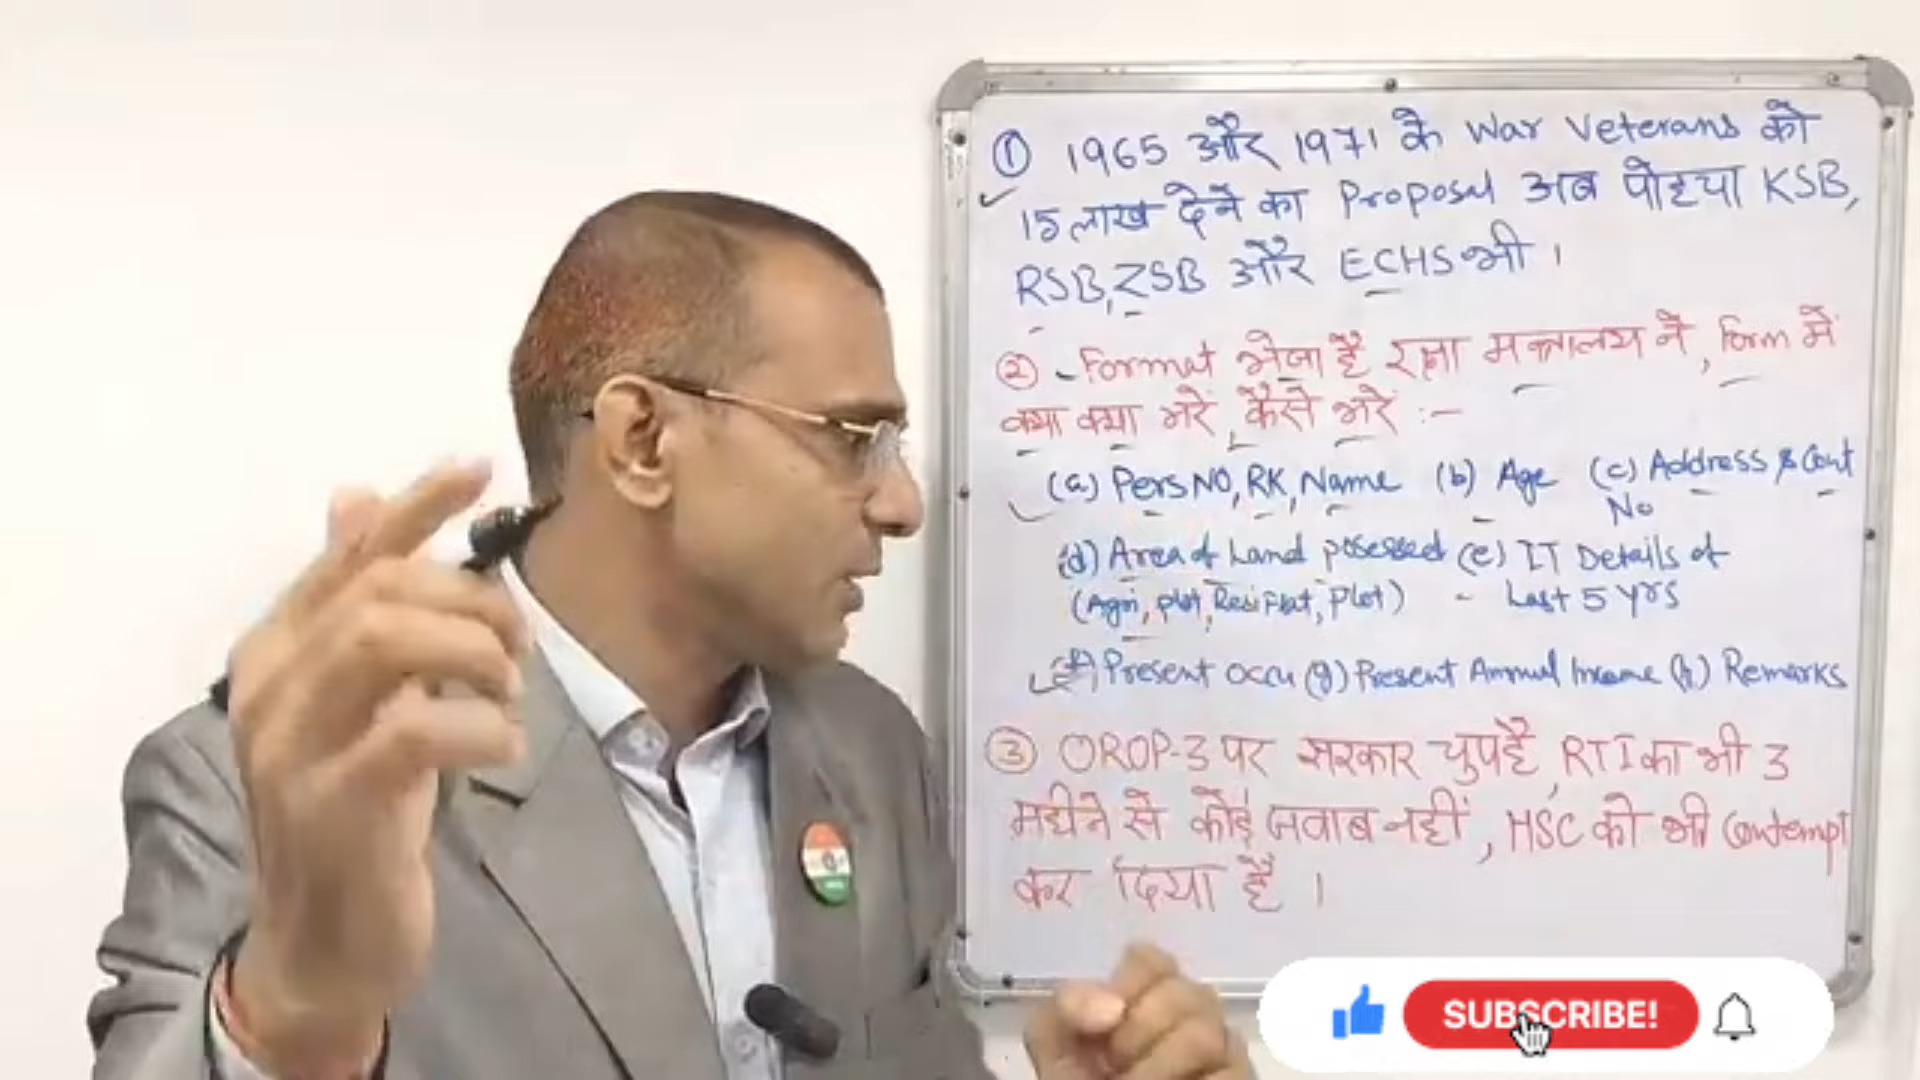 ① 1965 और 1971 के War Veterans को
15 लाख देने का Proposal अब पोहचा KSB,
RSB, ZSB और ECHS भी ।
② - Format भेजा है रक्षा मन्त्रालय ने, Form में
क्या क्या भरें, कैसे भरें :-
(a) Pers NO, RK, Name (b) Age (c) Address & Cont
No
(d) Area of Land posessed (e) IT Details of
(Agri, plot, Resi Flat, Plot) - Last 5 yrs
(f) Present Occu (g) Present Annual Income (h) Remarks
③ OROP-3 पर सरकार चुप है, RTI का भी 3
महीने से कोई जवाब नहीं, HSC को भी Contempt
कर दिया है ।
SUBSCRIBE!